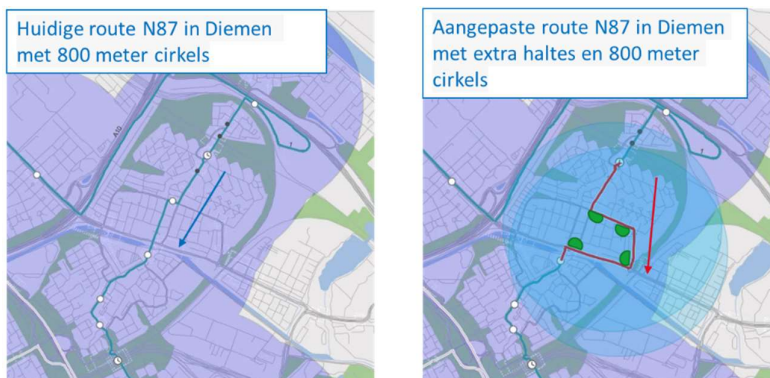 Huidige route N87 in Diemen
met 800 meter cirkels
Aangepaste route N87 in Diemen
met extra haltes en 800 meter
cirkels
A10